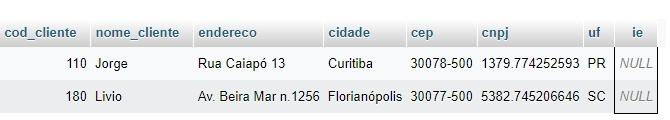 cod_cliente nome_cliente endereco cidade cep cnpj uf ie
110 Jorge Rua Caiapó 13 Curitiba 30078-500 1379.774252593 PR NULL
180 Livio Av. Beira Mar n.1256 Florianópolis 30077-500 5382.745206646 SC NULL